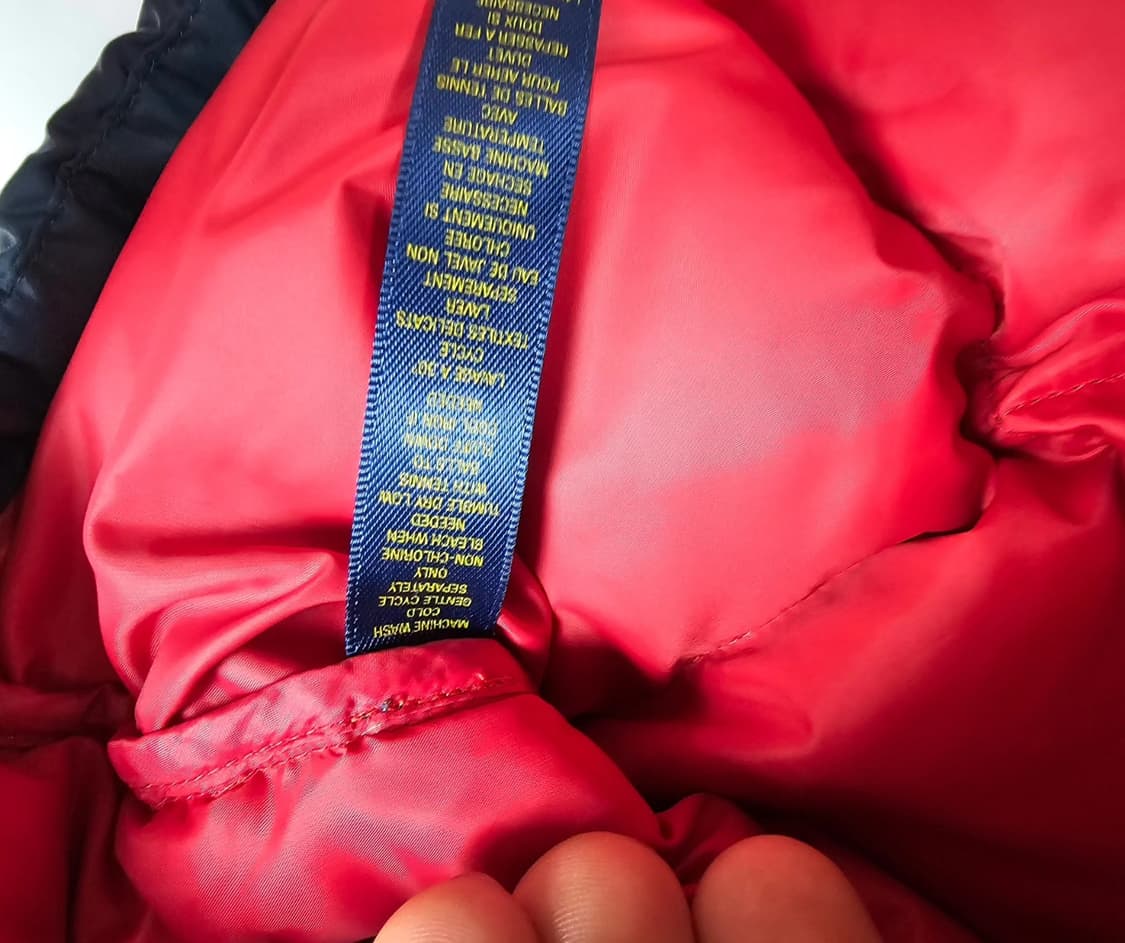 MACHINE WASH
COLD
GENTLE CYCLE
SEPARATELY
ONLY
NON-CHLORINE
BLEACH WHEN
NEEDED
TUMBLE DRY LOW
WITH TENNIS
BALLS TO
FLUFF DOWN
COOL IRON IF
NEEDED
LAVAGE A 30°
CYCLE
TEXTILES DELICATS
LAVER
SEPAREMENT
EAU DE JAVEL NON
CHLOREE
UNIQUEMENT SI
NECESSAIRE
SECHAGE EN
MACHINE BASSE
TEMPERATURE
AVEC
BALLES DE TENNIS
POUR AERER LE
DUVET
REPASSER A FER
DOUX SI
NECESSAIRE